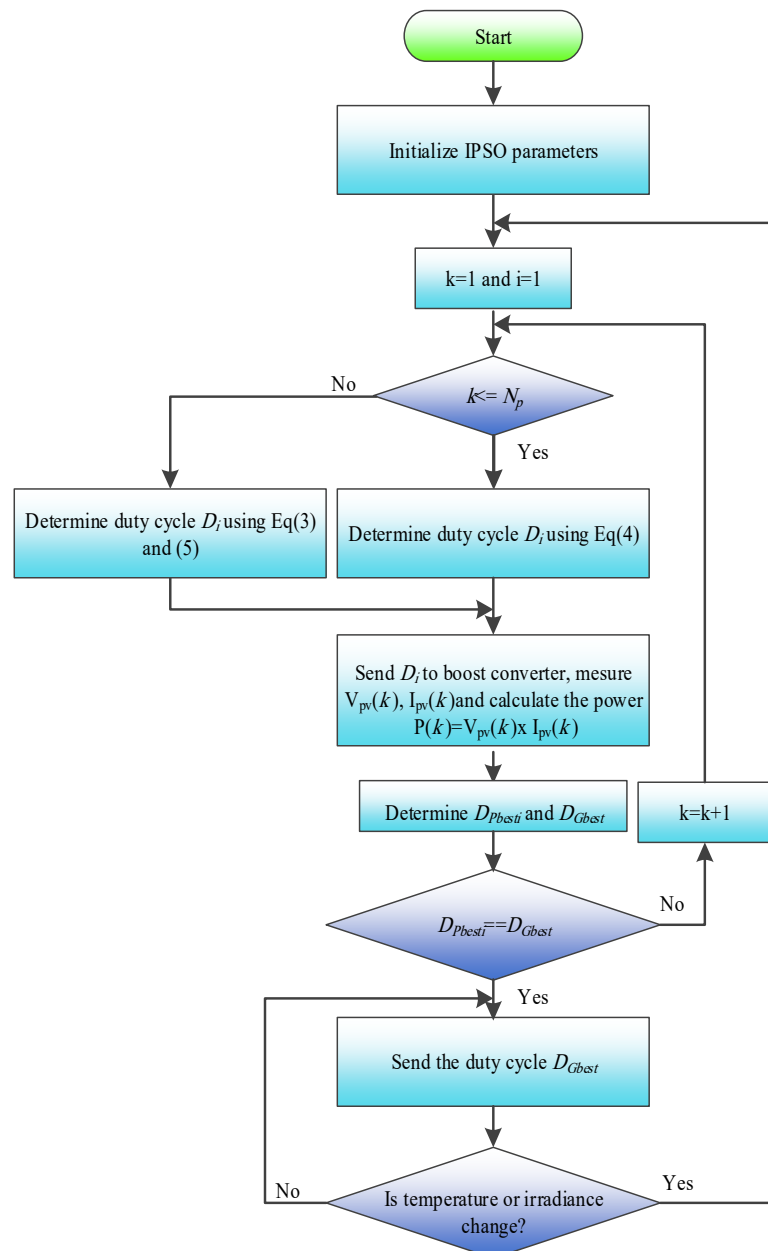 Start
Initialize IPSO parameters
k=1 and i=1
k<= Np
No
Yes
Determine duty cycle Di using Eq(3)
and (5)
Determine duty cycle Di using Eq(4)
Send Di to boost converter, mesure
Vpv(k), Ipv(k)and calculate the power
P(k)=Vpv(k)x Ipv(k)
Determine DPbesti and DGbest
k=k+1
DPbesti==DGbest
No
Yes
Send the duty cycle DGbest
Is temperature or irradiance
change?
No
Yes